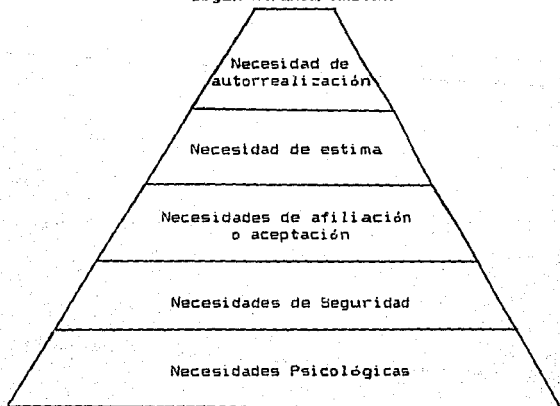 Necesidad de
autorrealización
Necesidad de estima
Necesidades de afiliación
o aceptación
Necesidades de Seguridad
Necesidades Psicológicas